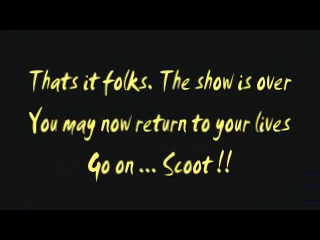 Thats it folks. The show is over
You may now return to your lives
Go on ... Scoot !!